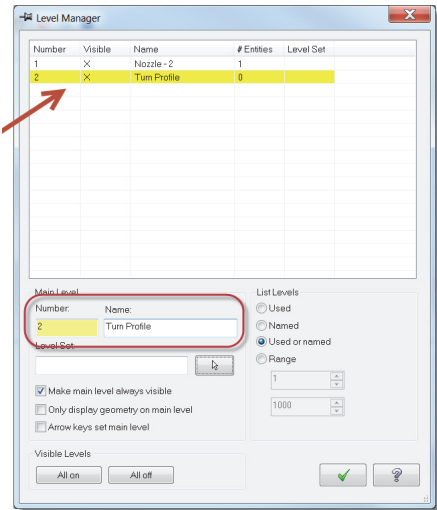 Level Manager
Number Visible Name # Entities Level Set
1 X Nozzle - 2 1
2 X Turn Profile 0
Main Level
Number: Name:
2 Turn Profile
Level Set:
Make main level always visible
Only display geometry on main level
Arrow keys set main level
Visible Levels
All on All off
List Levels
Used
Named
Used or named
Range
1
1000